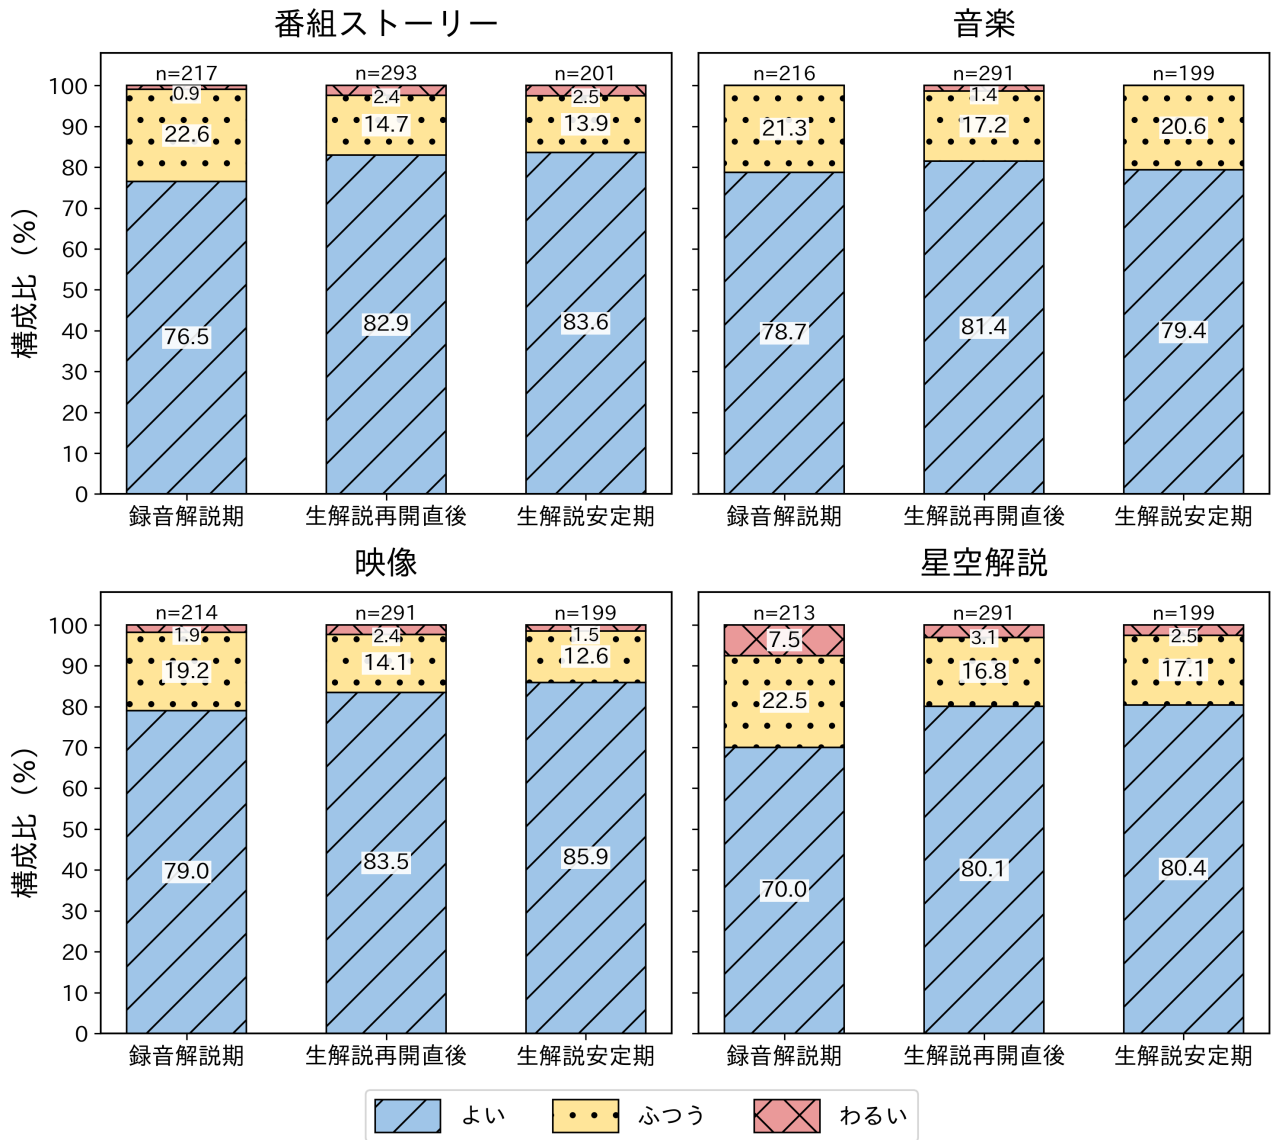 番組ストーリー
n=217 n=293 n=201
100
90
80
70
60
50
40
30
20
10
0
構成比 (%)
0.9 2.4 2.5
22.6 14.7 13.9
76.5 82.9 83.6
録音解説期 生解説再開直後 生解説安定期
音楽
n=216 n=291 n=199
1.4
21.3 17.2 20.6
78.7 81.4 79.4
録音解説期 生解説再開直後 生解説安定期
映像
n=214 n=291 n=199
100
90
80
70
60
50
40
30
20
10
0
構成比 (%)
1.9 2.4 1.5
19.2 14.1 12.6
79.0 83.5 85.9
録音解説期 生解説再開直後 生解説安定期
星空解説
n=213 n=291 n=199
7.5 3.1 2.5
22.5 16.8 17.1
70.0 80.1 80.4
録音解説期 生解説再開直後 生解説安定期
よい ふつう わるい